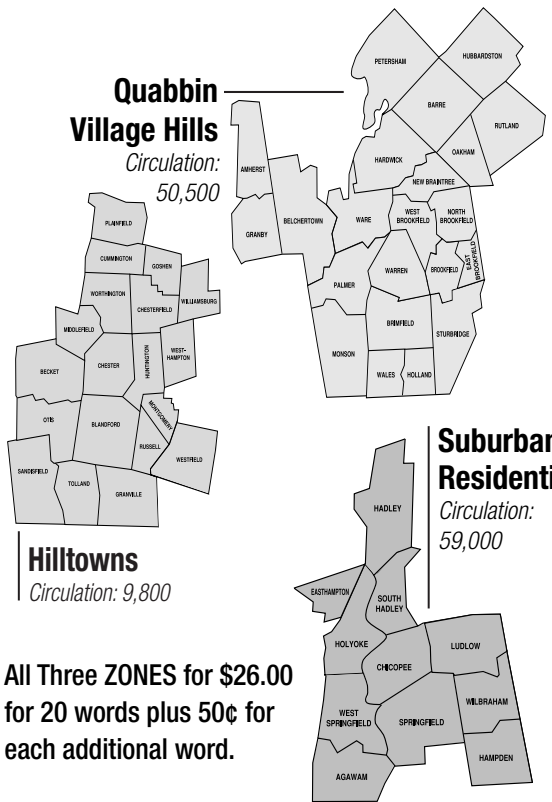 Quabbin
Village Hills
Circulation:
50,500
PETERSHAM
HUBBARDSTON
BARRE
RUTLAND
HARDWICK
OAKHAM
NEW BRAINTREE
AMHERST
BELCHERTOWN
GRANBY
WARE
WEST
BROOKFIELD
NORTH
BROOKFIELD
WARREN
BROOKFIELD
EAST
BROOKFIELD
PALMER
BRIMFIELD
STURBRIDGE
MONSON
WALES
HOLLAND
PLAINFIELD
CUMMINGTON
GOSHEN
WORTHINGTON
CHESTERFIELD
WILLIAMSBURG
MIDDLEFIELD
BECKET
CHESTER
HUNTINGTON
WEST-
HAMPTON
OTIS
BLANDFORD
MONTGOMERY
RUSSELL
WESTFIELD
SANDISFIELD
TOLLAND
GRANVILLE
Hilltowns
Circulation: 9,800
Suburban
Residenti
Circulation:
59,000
HADLEY
EASTHAMPTON
SOUTH
HADLEY
HOLYOKE
CHICOPEE
LUDLOW
WEST
SPRINGFIELD
SPRINGFIELD
WILBRAHAM
AGAWAM
HAMPDEN
All Three ZONES for $26.00
for 20 words plus 50¢ for
each additional word.